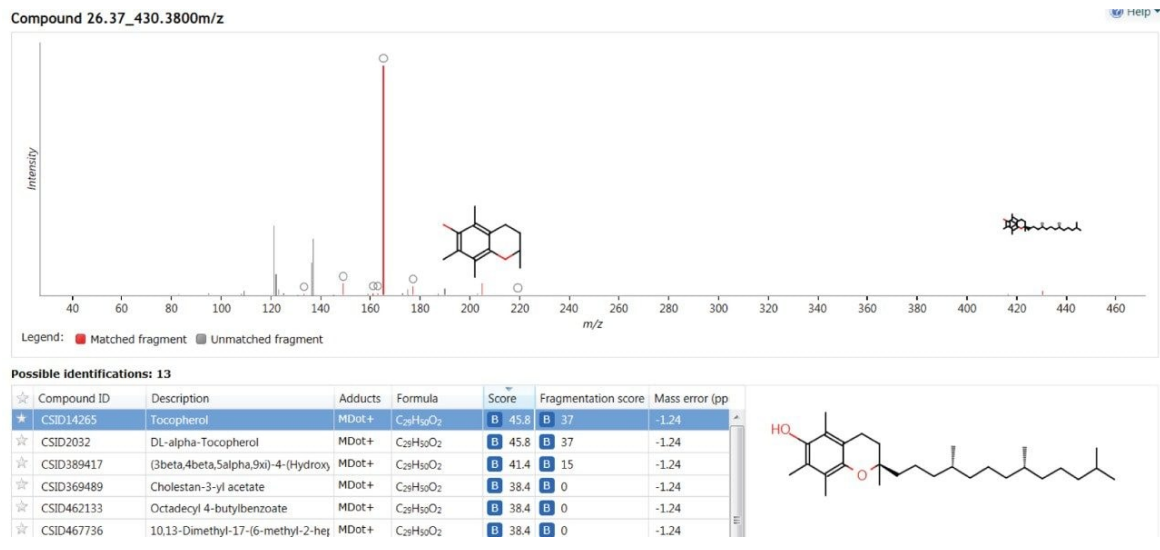 Compound 26.37_430.3800m/z
Help
Intensity
40 60 80 100 120 140 160 180 200 220 240 260 280 300 320 340 360 380 400 420 440 460
m/z
Legend: Matched fragment Unmatched fragment
Possible identifications: 13
Compound ID Description Adducts Formula Score Fragmentation score Mass error (pp
CSID14265 Tocopherol MDot+ C₂₉H₅₀O₂ B 45.8 B 37 -1.24
CSID2032 DL-alpha-Tocopherol MDot+ C₂₉H₅₀O₂ B 45.8 B 37 -1.24
CSID389417 (3beta,4beta,5alpha,9xi)-4-(Hydroxy MDot+ C₂₉H₅₀O₂ B 41.4 B 15 -1.24
CSID369489 Cholestan-3-yl acetate MDot+ C₂₉H₅₀O₂ B 38.4 B 0 -1.24
CSID462133 Octadecyl 4-butylbenzoate MDot+ C₂₉H₅₀O₂ B 38.4 B 0 -1.24
CSID467736 10,13-Dimethyl-17-(6-methyl-2-hep MDot+ C₂₉H₅₀O₂ B 38.4 B 0 -1.24
HO
O